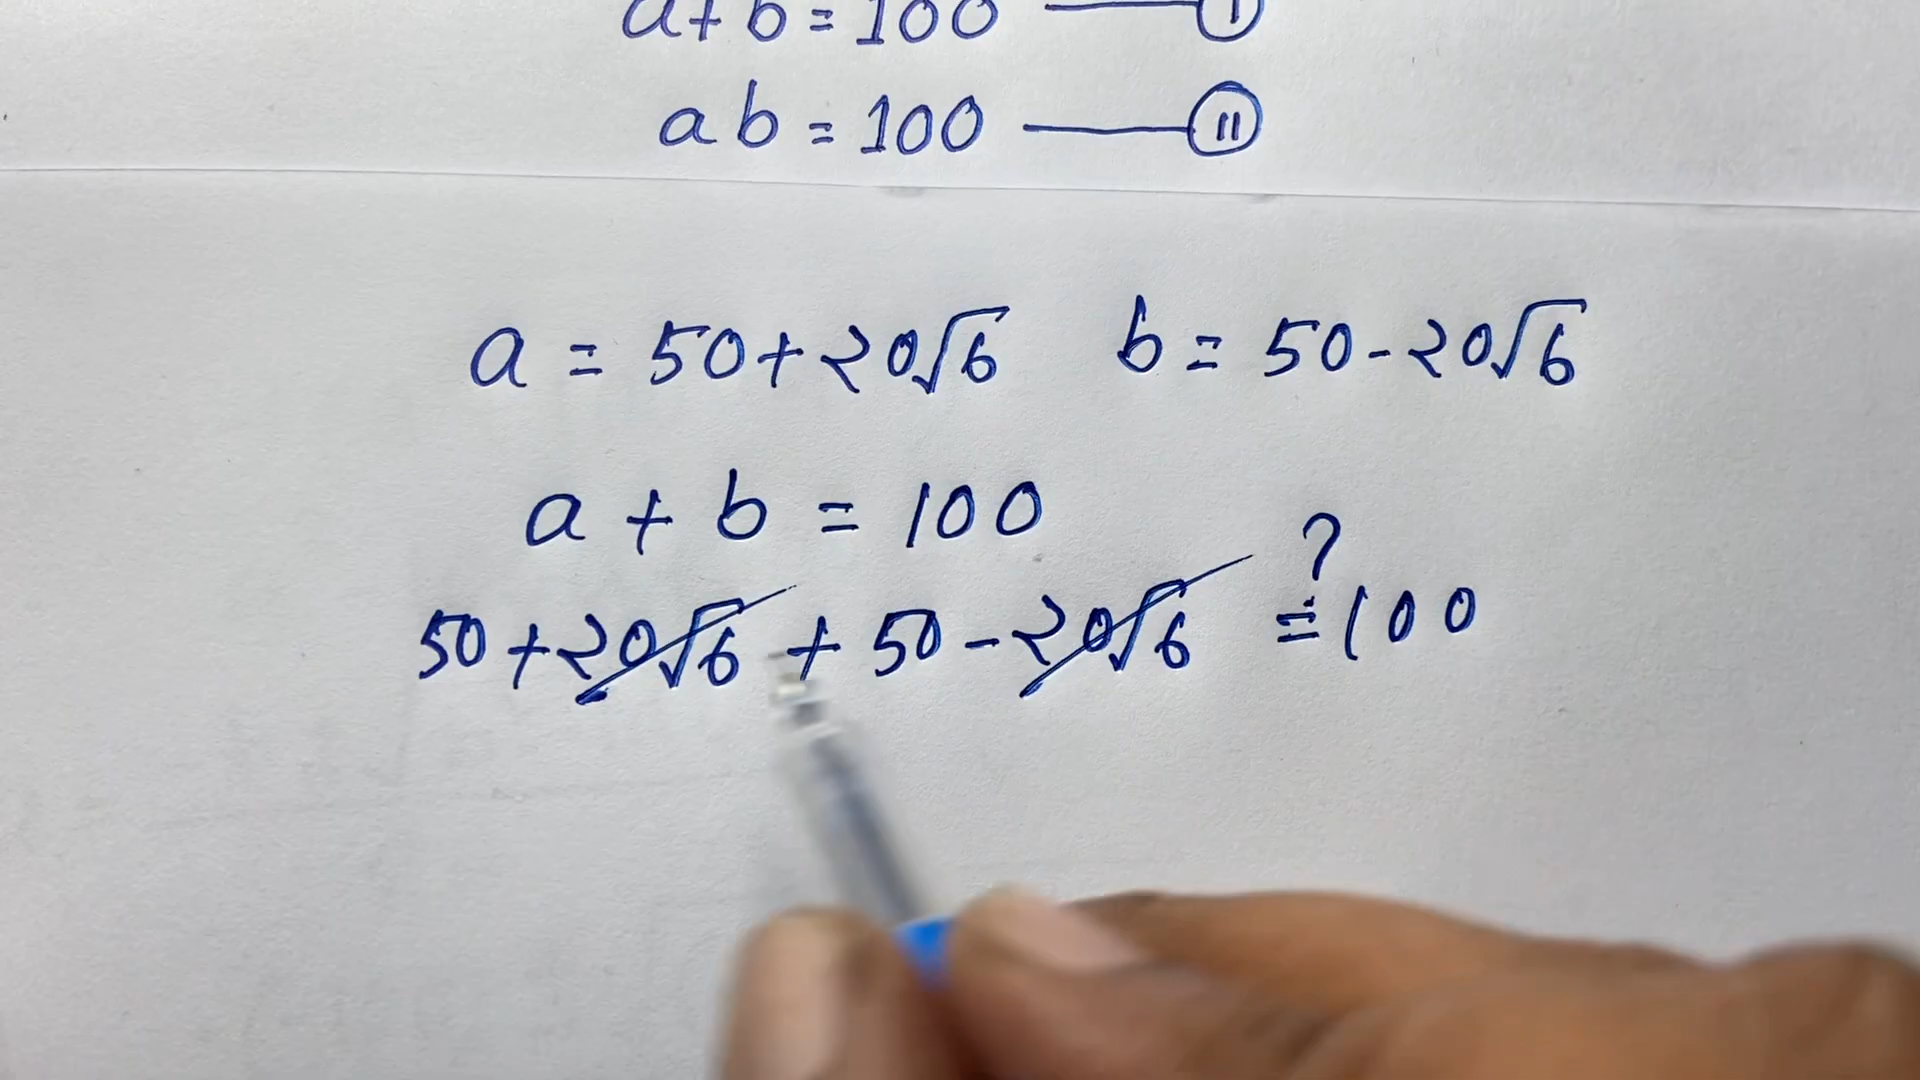 a+b=100 —— I
ab=100 —— II
a = 50+20√6 b = 50-20√6
a + b = 100
50+20√6 + 50-20√6 ?= 100